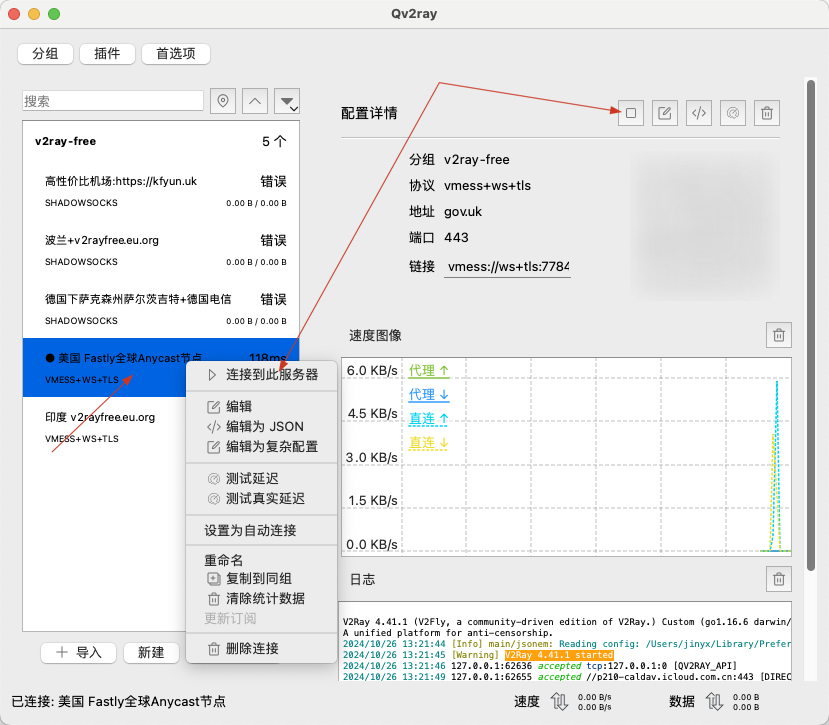 Qv2ray
分组 插件 首选项
搜索
v2ray-free 5 个
高性价比机场:https://kfyun.uk 错误
SHADOWSOCKS 0.00 B / 0.00 B
波兰+v2rayfree.eu.org 错误
SHADOWSOCKS 0.00 B / 0.00 B
德国下萨克森州萨尔茨吉特+德国电信 错误
SHADOWSOCKS 0.00 B / 0.00 B
● 美国 Fastly全球Anycast节点 118ms
VMESS+WS+TLS
印度 v2rayfree.eu.org
VMESS+WS+TLS
连接到此服务器
编辑
编辑为 JSON
编辑为复杂配置
测试延迟
测试真实延迟
设置为自动连接
重命名
复制到同组
清除统计数据
更新订阅
删除连接
导入 新建
配置详情
分组 v2ray-free
协议 vmess+ws+tls
地址 gov.uk
端口 443
链接 vmess://ws+tls:7784
速度图像
6.0 KB/s
4.5 KB/s
3.0 KB/s
1.5 KB/s
0.0 KB/s
代理 ↑
代理 ↓
直连 ↑
直连 ↓
日志
V2Ray 4.41.1 (V2Fly, a community-driven edition of V2Ray.) Custom (go1.16.6 darwin/
A unified platform for anti-censorship.
2024/10/26 13:21:44 [Info] main/jsonem: Reading config: /Users/jinyx/Library/Prefer
2024/10/26 13:21:45 [Warning] V2Ray 4.41.1 started
2024/10/26 13:21:46 127.0.0.1:62636 accepted tcp:127.0.0.1:0 [QV2RAY_API]
2024/10/26 13:21:49 127.0.0.1:62655 accepted //p210-caldav.icloud.com.cn:443 [DIREC
已连接: 美国 Fastly全球Anycast节点
速度 0.00 B/s
0.00 B/s
数据 0.00 B
0.00 B